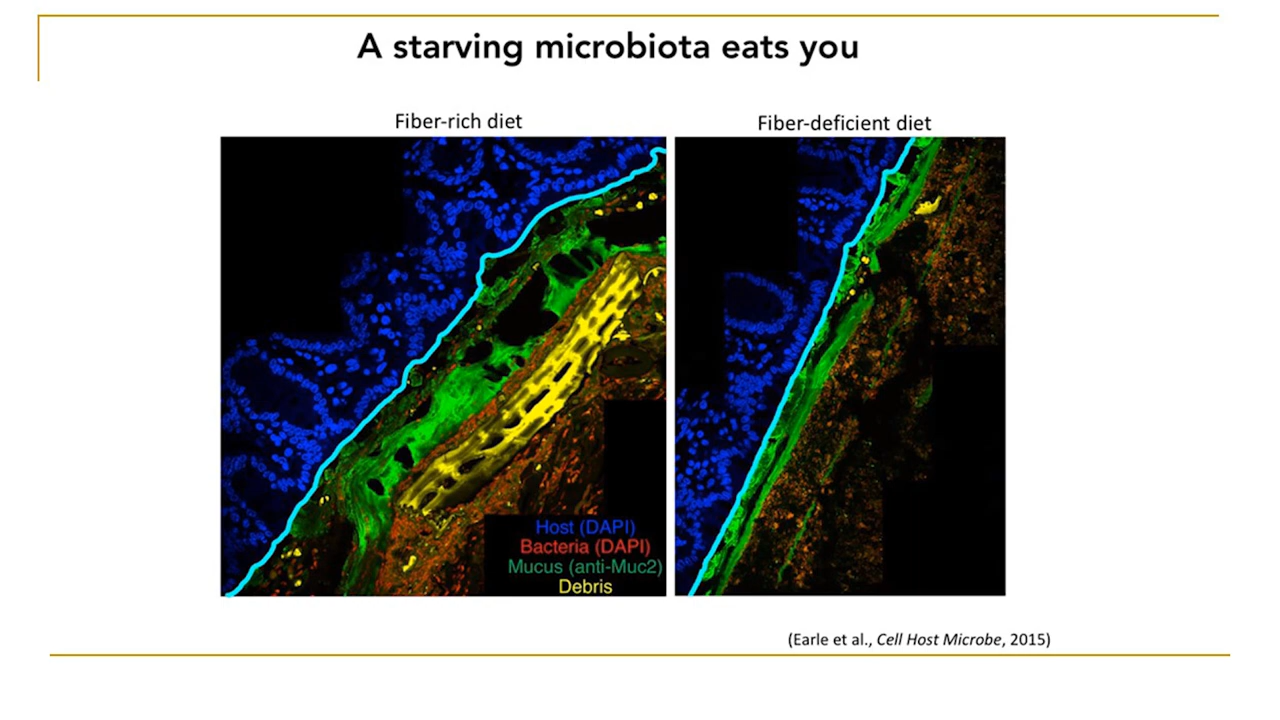 A starving microbiota eats you
Fiber-rich diet
Fiber-deficient diet
Host (DAPI)
Bacteria (DAPI)
Mucus (anti-Muc2)
Debris
(Earle et al., Cell Host Microbe, 2015)